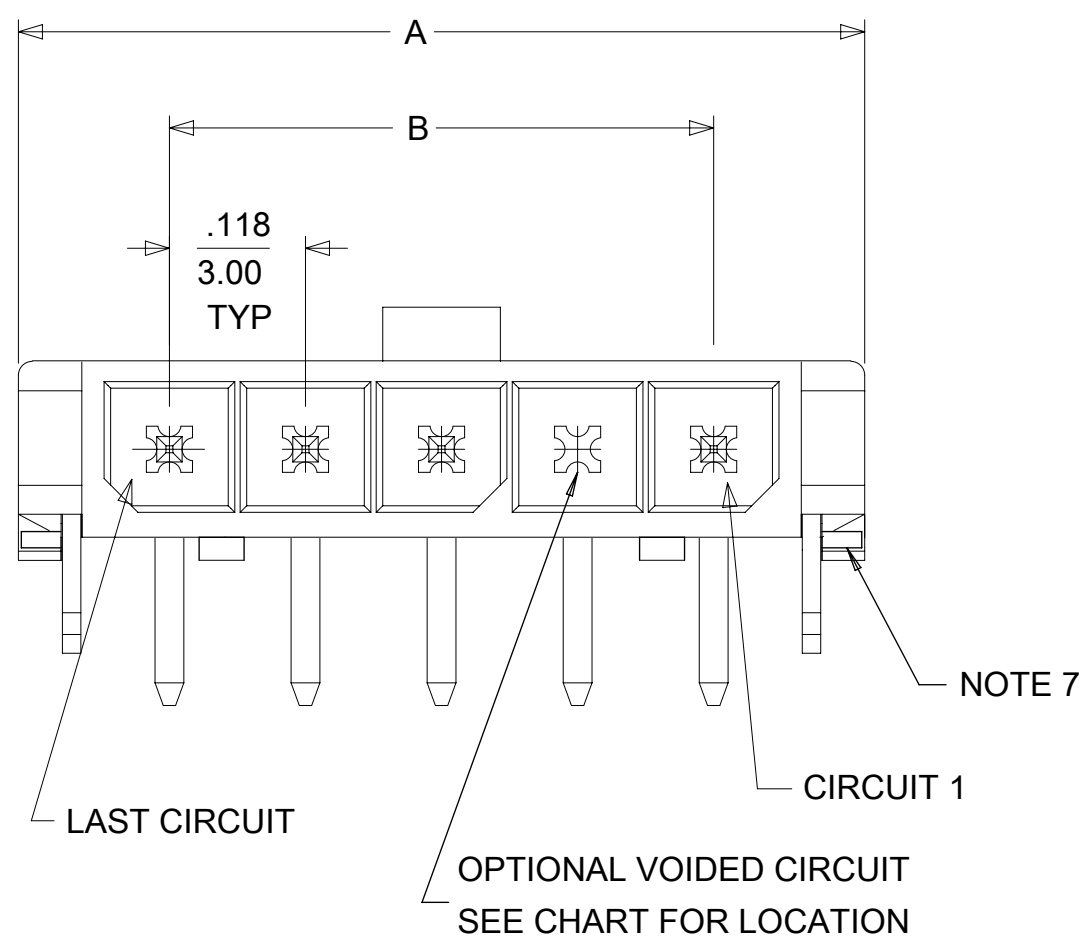 A
B
.118
3.00
TYP
NOTE 7
CIRCUIT 1
LAST CIRCUIT
OPTIONAL VOIDED CIRCUIT
SEE CHART FOR LOCATION